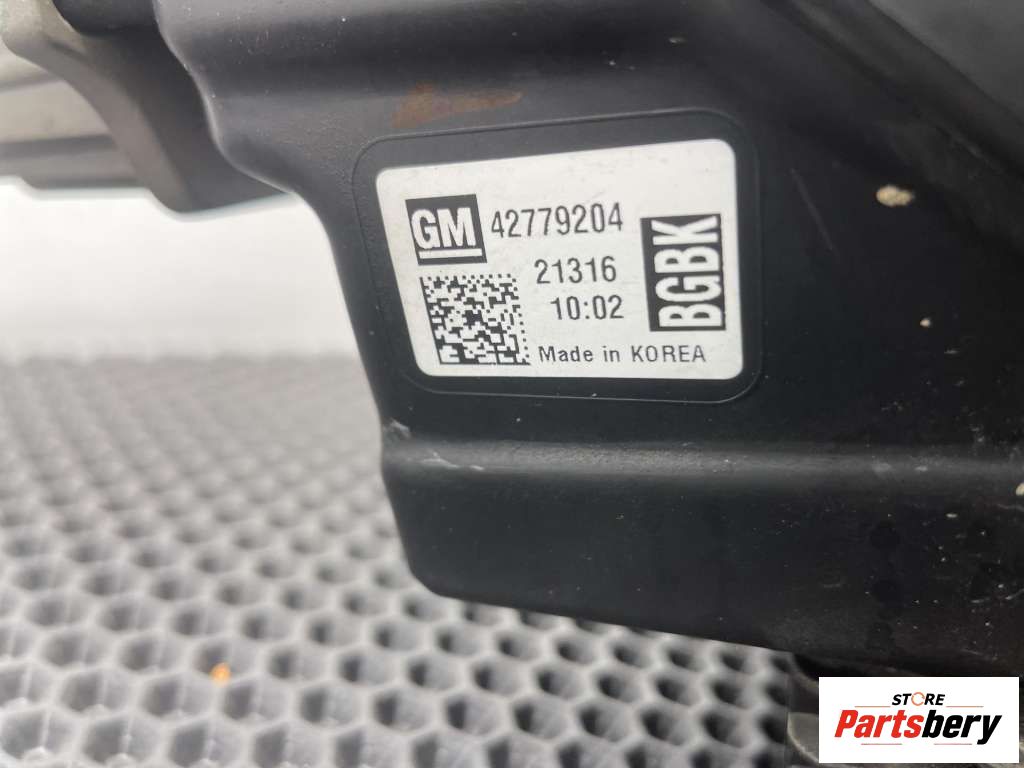 GM 42779204
21316
10:02
BGBK
Made in KOREA
STORE
Partsbery